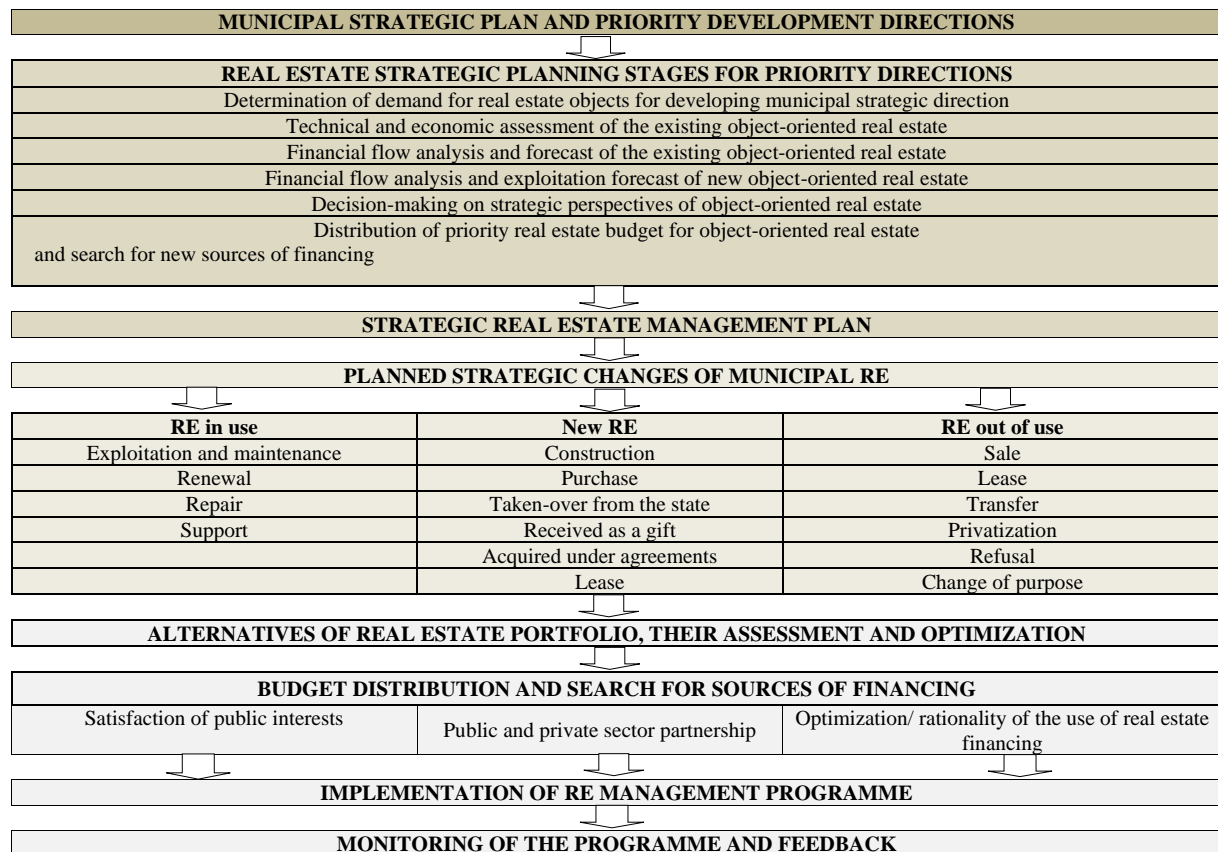 MUNICIPAL STRATEGIC PLAN AND PRIORITY DEVELOPMENT DIRECTIONS
REAL ESTATE STRATEGIC PLANNING STAGES FOR PRIORITY DIRECTIONS
Determination of demand for real estate objects for developing municipal strategic direction
Technical and economic assessment of the existing object-oriented real estate
Financial flow analysis and forecast of the existing object-oriented real estate
Financial flow analysis and exploitation forecast of new object-oriented real estate
Decision-making on strategic perspectives of object-oriented real estate
Distribution of priority real estate budget for object-oriented real estate
and search for new sources of financing
STRATEGIC REAL ESTATE MANAGEMENT PLAN
PLANNED STRATEGIC CHANGES OF MUNICIPAL RE
RE in use
New RE
RE out of use
Exploitation and maintenance
Construction
Sale
Renewal
Purchase
Lease
Repair
Taken-over from the state
Transfer
Support
Received as a gift
Privatization
Acquired under agreements
Refusal
Lease
Change of purpose
ALTERNATIVES OF REAL ESTATE PORTFOLIO, THEIR ASSESSMENT AND OPTIMIZATION
BUDGET DISTRIBUTION AND SEARCH FOR SOURCES OF FINANCING
Satisfaction of public interests
Public and private sector partnership
Optimization/ rationality of the use of real estate
financing
IMPLEMENTATION OF RE MANAGEMENT PROGRAMME
MONITORING OF THE PROGRAMME AND FEEDBACK